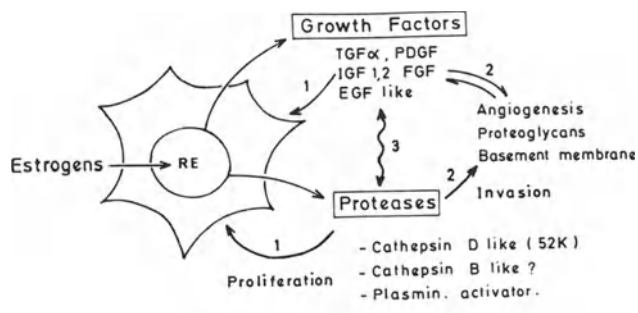 Growth Factors
TGFα, PDGF
IGF 1,2 FGF
EGF like
1
2
Angiogenesis
Proteoglycans
Basement membrane
Estrogens
RE
3
2
Invasion
Proteases
1
Proliferation
- Cathepsin D like (52K)
- Cathepsin B like ?
- Plasmin. activator.